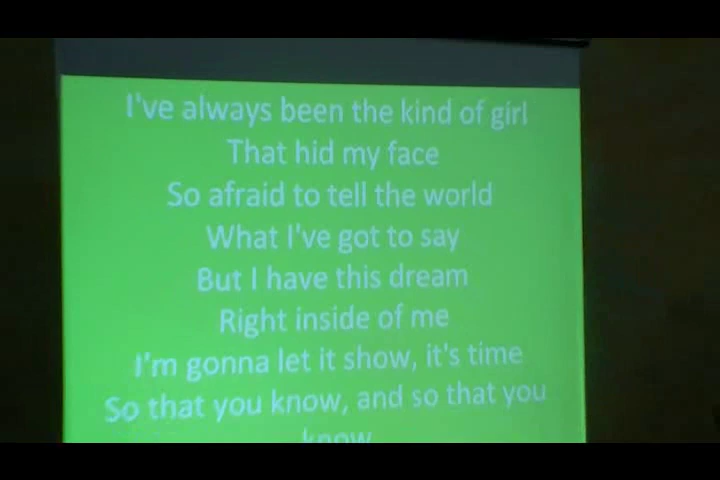 I've always been the kind of girl
That hid my face
So afraid to tell the world
What I've got to say
But I have this dream
Right inside of me
I'm gonna let it show, it's time
So that you know, and so that you
know